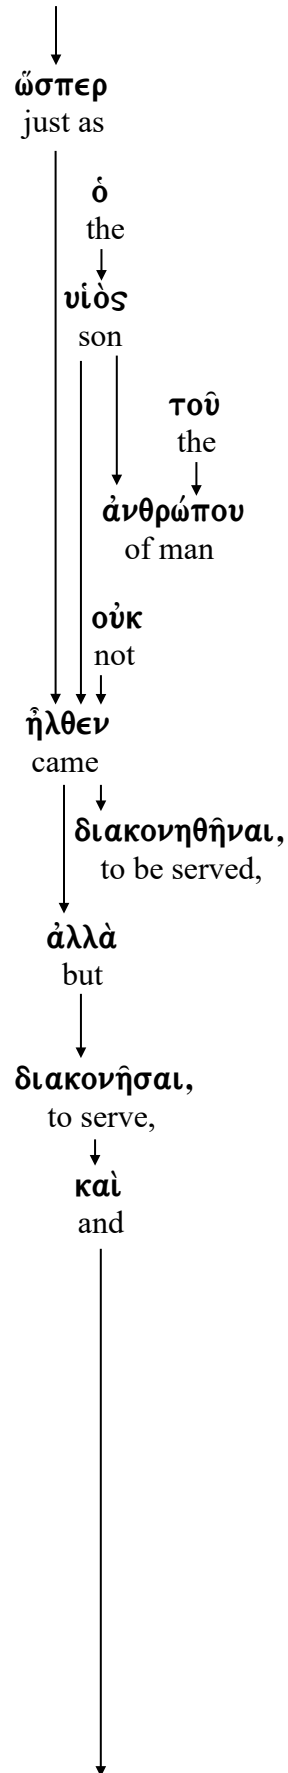 ὥσπερ
just as
ὁ
the
υἱὸς
son
τοῦ
the
ἀνθρώπου
of man
οὐκ
not
ἦλθεν
came
διακονηθῆναι,
to be served,
ἀλλὰ
but
διακονῆσαι,
to serve,
καὶ
and